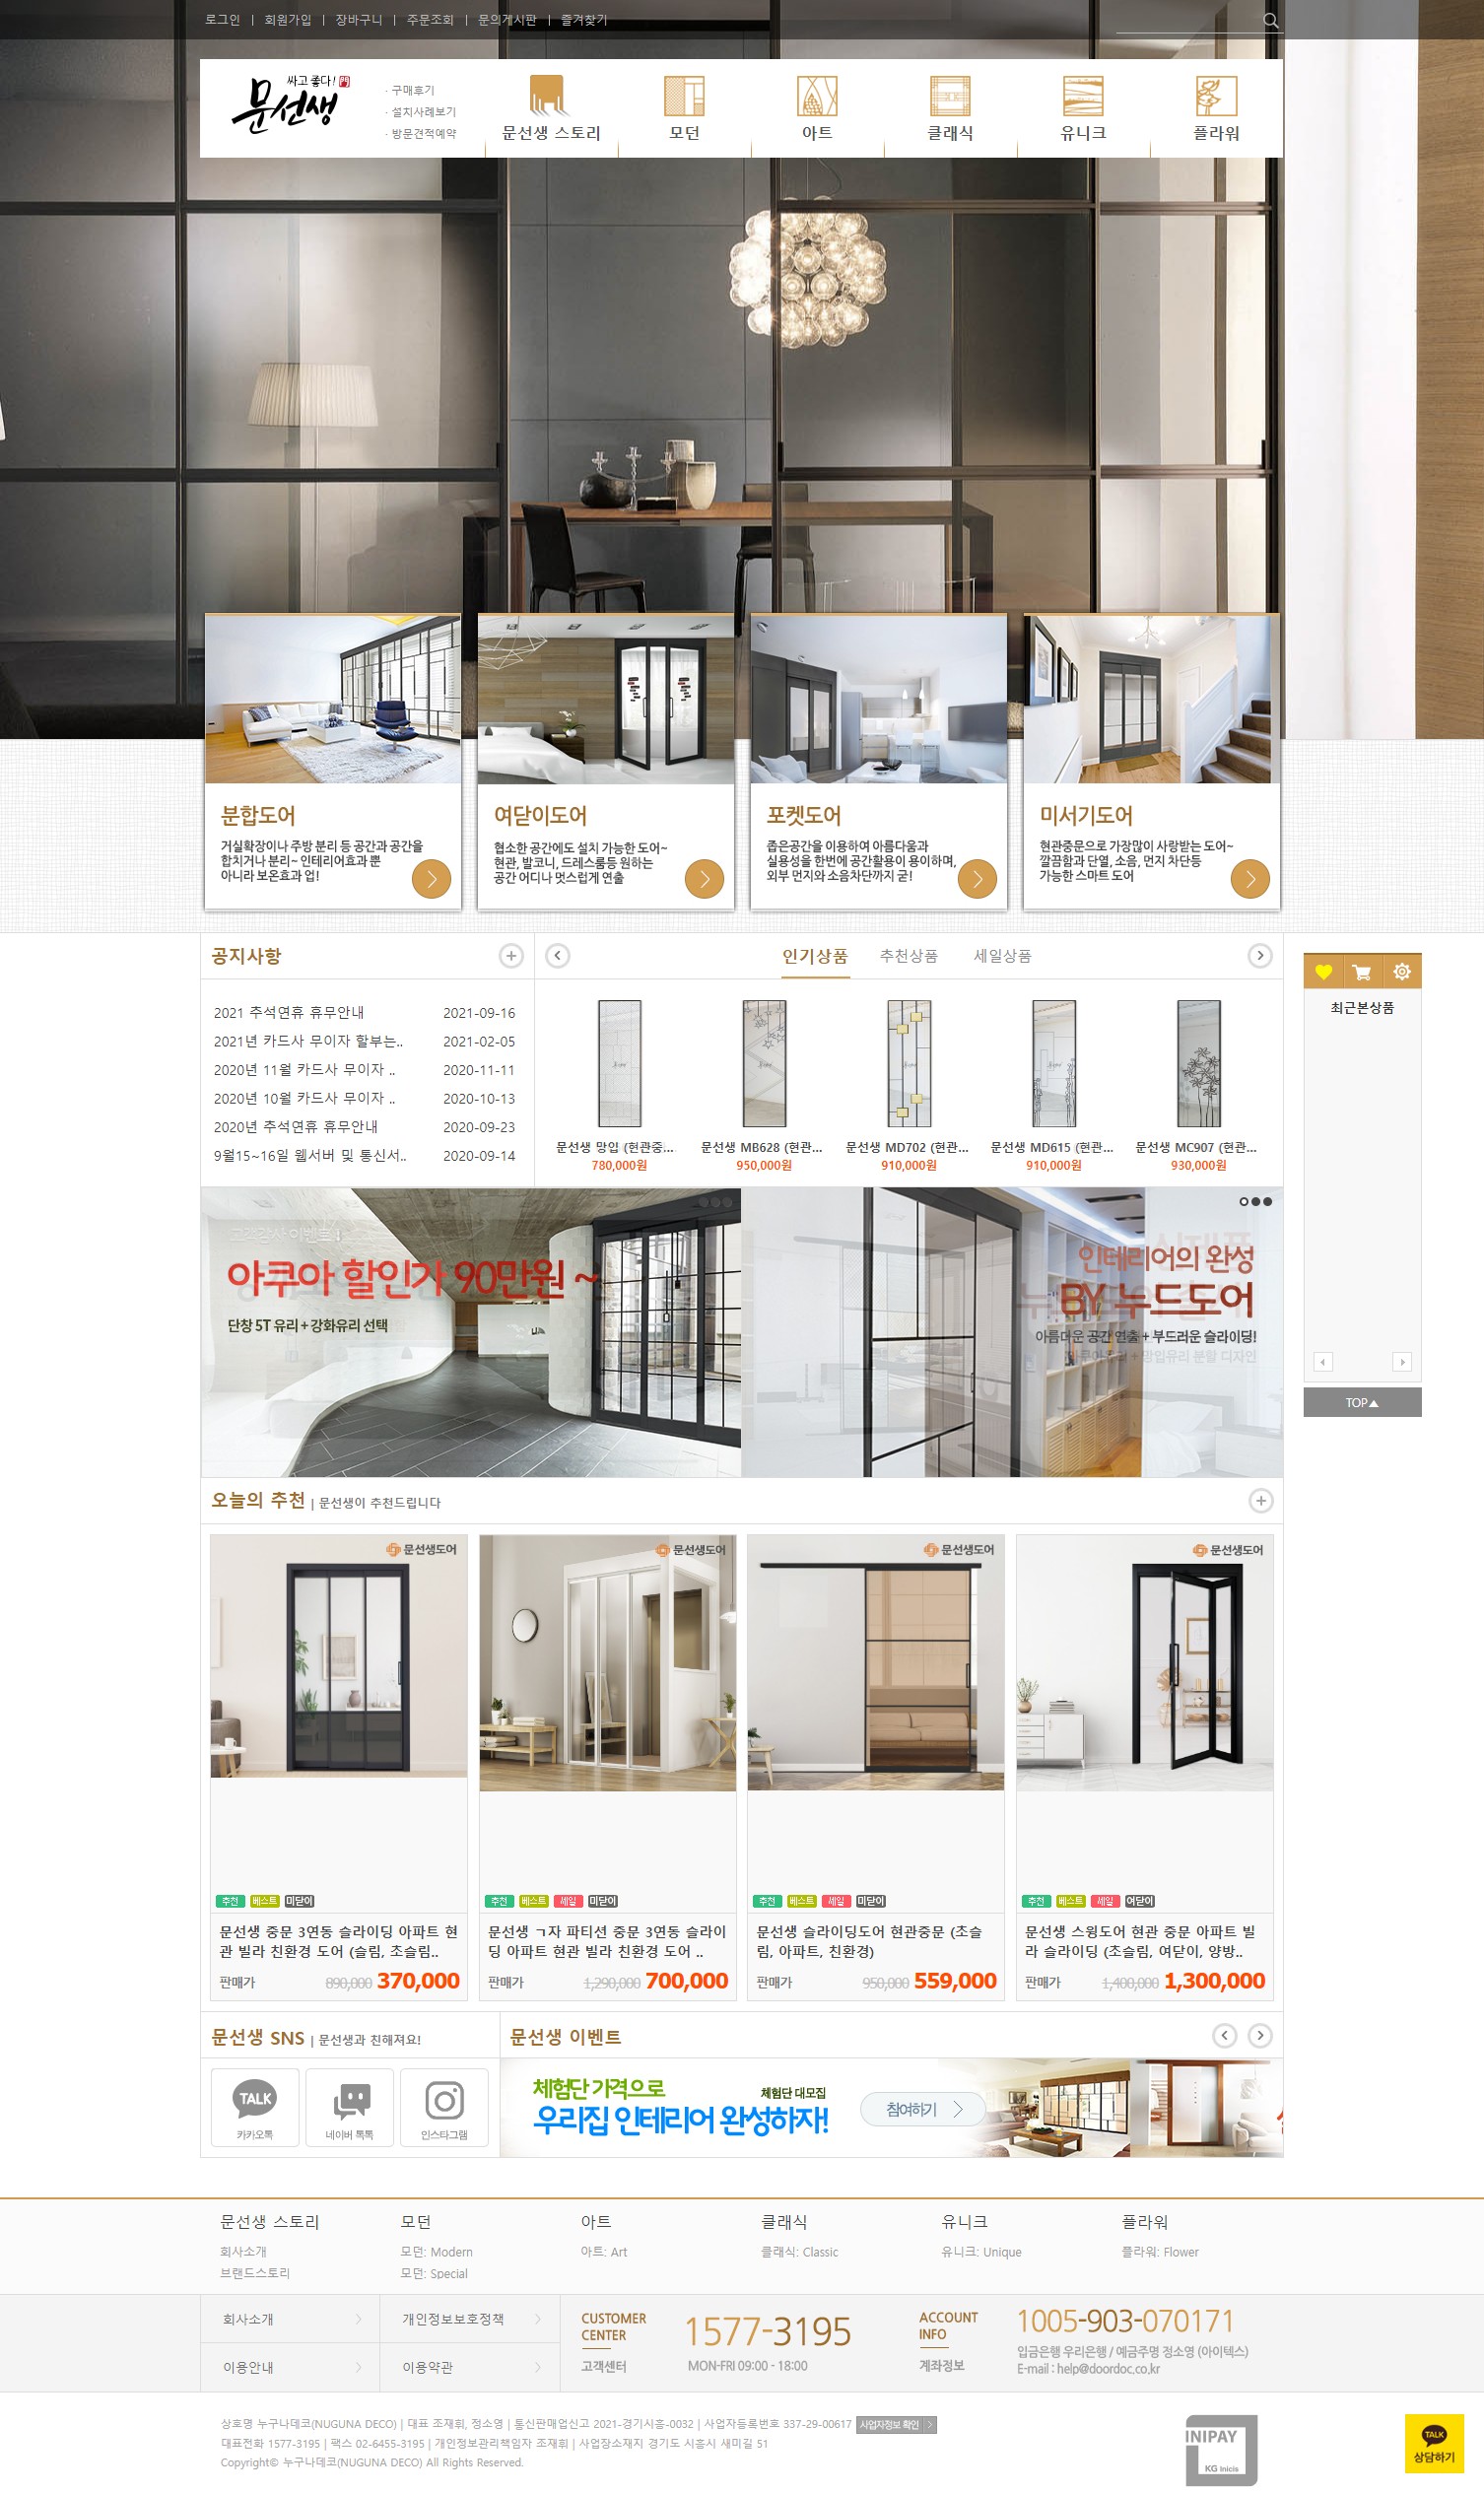 로그인 | 회원가입 | 장바구니 | 주문조회 | 문의게시판 | 즐겨찾기
싸고 좋다!
문선생
· 구매후기
· 설치사례보기
· 방문견적예약
문선생 스토리
모던
아트
클래식
유니크
플라워
분합도어
거실확장이나 주방 분리 등 공간과 공간을
합치거나 분리~ 인테리어효과 뿐
아니라 보온효과 업!
여닫이도어
협소한 공간에도 설치 가능한 도어~
현관, 발코니, 드레스룸등 원하는
공간 어디나 멋스럽게 연출
포켓도어
좁은공간을 이용하여 아름다움과
실용성을 한번에 공간활용이 용이하며,
외부 먼지와 소음차단까지 굳!
미서기도어
현관중문으로 가장많이 사랑받는 도어~
깔끔함과 단열, 소음, 먼지 차단등
가능한 스마트 도어
공지사항
2021 추석연휴 휴무안내 2021-09-16
2021년 카드사 무이자 할부는.. 2021-02-05
2020년 11월 카드사 무이자 .. 2020-11-11
2020년 10월 카드사 무이자 .. 2020-10-13
2020년 추석연휴 휴무안내 2020-09-23
9월15~16일 웹서버 및 통신서.. 2020-09-14
인기상품 추천상품 세일상품
문선생 망입 (현관중...
780,000원
문선생 MB628 (현관...
950,000원
문선생 MD702 (현관...
910,000원
문선생 MD615 (현관...
910,000원
문선생 MC907 (현관...
930,000원
최근본상품
TOP
고객감사 이벤트
아쿠아 할인가 90만원 ~
단창 5T 유리 + 강화유리 선택
인테리어의 완성
BY 누드도어
아름다운 공간 연출 + 부드러운 슬라이딩!
오늘의 추천 | 문선생이 추천드립니다
문선생도어
추천 베스트 미닫이
문선생 중문 3연동 슬라이딩 아파트 현
관 빌라 친환경 도어 (슬림, 초슬림..
판매가 890,000 370,000
문선생도어
추천 베스트 세일 미닫이
문선생 ㄱ자 파티션 중문 3연동 슬라이
딩 아파트 현관 빌라 친환경 도어 ..
판매가 1,290,000 700,000
문선생도어
추천 베스트 세일 미닫이
문선생 슬라이딩도어 현관중문 (초슬
림, 아파트, 친환경)
판매가 950,000 559,000
문선생도어
추천 베스트 세일 여닫이
문선생 스윙도어 현관 중문 아파트 빌
라 슬라이딩 (초슬림, 여닫이, 양방..
판매가 1,400,000 1,300,000
문선생 SNS | 문선생과 친해져요!
TALK
카카오톡
네이버 톡톡
인스타그램
문선생 이벤트
체험단 가격으로
체험단 대모집
우리집 인테리어 완성하자!
참여하기
문선생 스토리
회사소개
브랜드스토리
모던
모던: Modern
모던: Special
아트
아트: Art
클래식
클래식: Classic
유니크
유니크: Unique
플라워
플라워: Flower
회사소개
개인정보보호정책
이용안내
이용약관
CUSTOMER
CENTER
고객센터
1577-3195
MON-FRI 09:00 - 18:00
ACCOUNT
INFO
계좌정보
1005-903-070171
입금은행 우리은행 / 예금주명 정소영 (아이텍스)
E-mail : help@doordoc.co.kr
상호명 누구나데코(NUGUNA DECO) | 대표 조재휘, 정소영 | 통신판매업신고 2021-경기시흥-0032 | 사업자등록번호 337-29-00617 사업자정보 확인
대표전화 1577-3195 | 팩스 02-6455-3195 | 개인정보관리책임자 조재휘 | 사업장소재지 경기도 시흥시 새미길 51
Copyright© 누구나데코(NUGUNA DECO) All Rights Reserved.
INIPAY
KG Inicis
TALK
상담하기